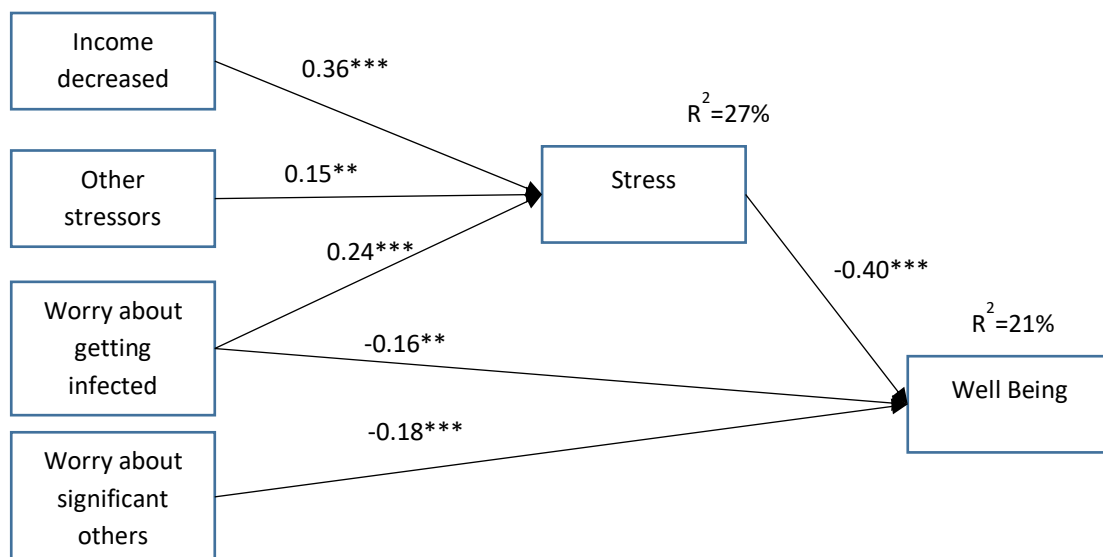 Income
decreased
0.36***
R²=27%
Other
stressors
0.15**
Stress
0.24***
-0.40***
Worry about
getting
infected
-0.16**
R²=21%
Well Being
-0.18***
Worry about
significant
others